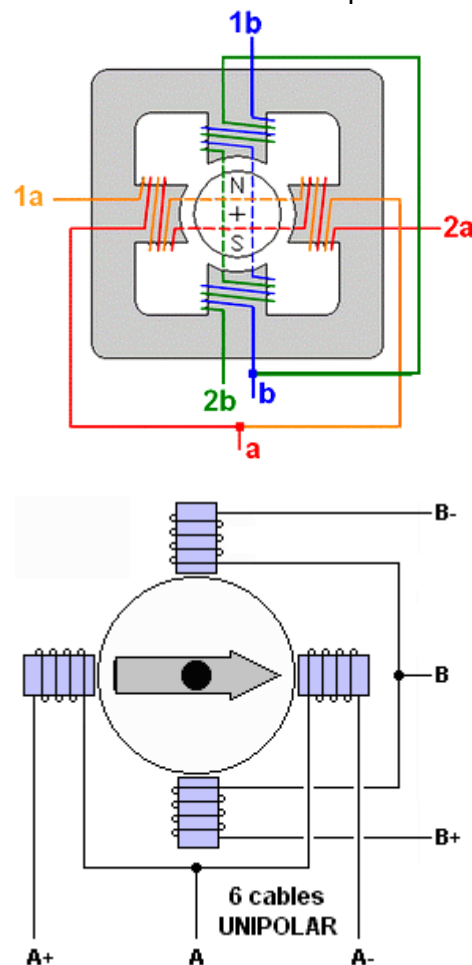 1b
N
1a
+
2a
S
2b
b
a
B-
B
B+
6 cables
UNIPOLAR
A+ A A-